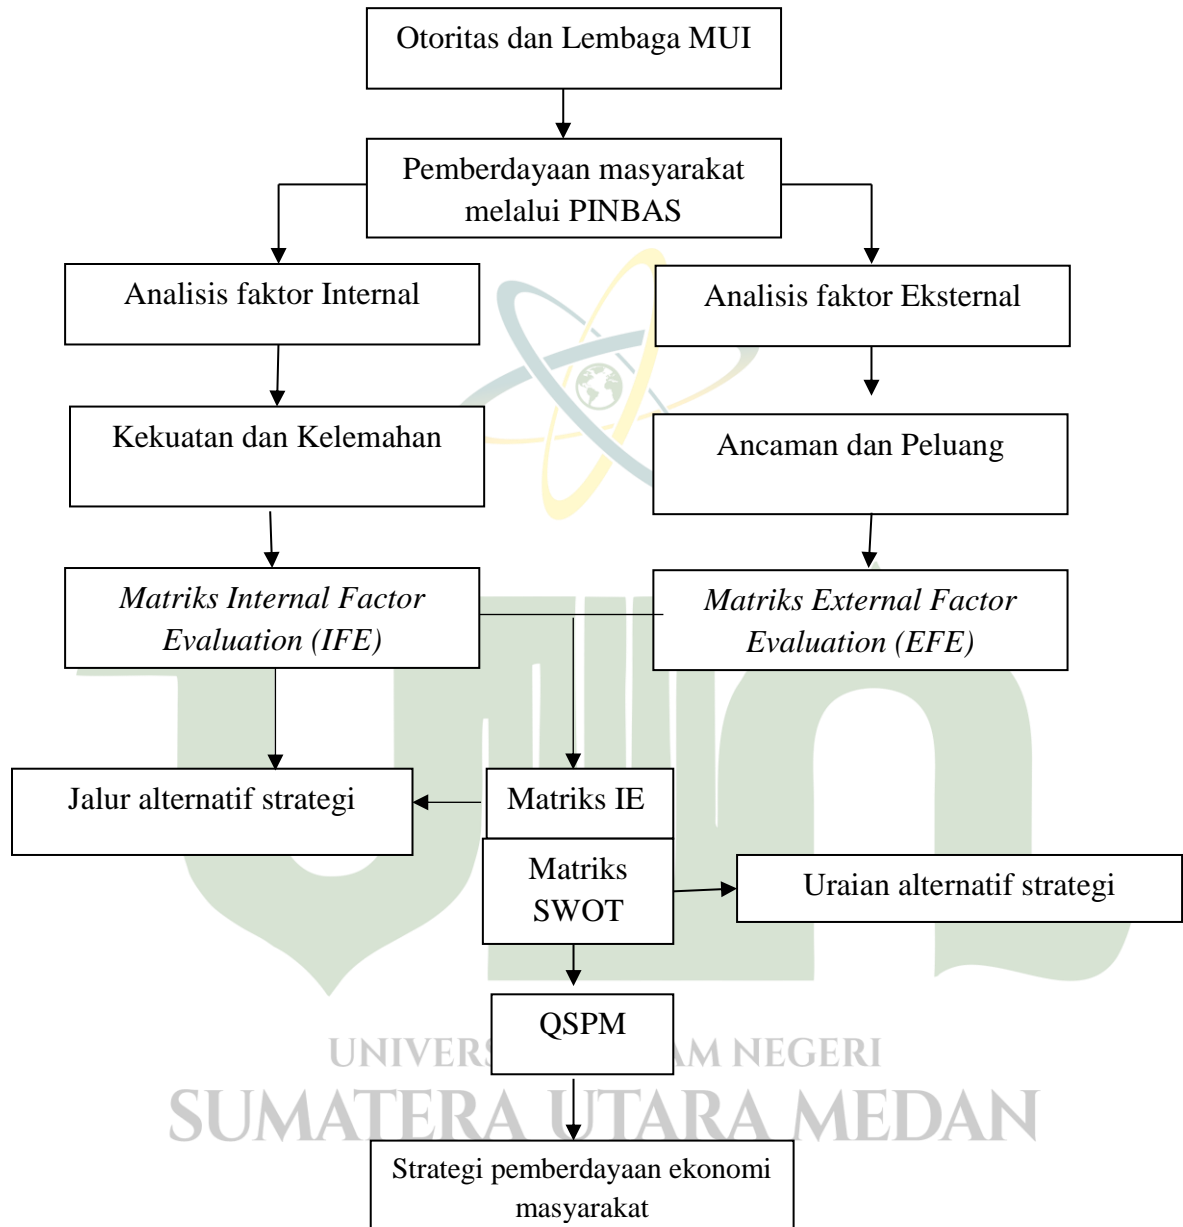 Otoritas dan Lembaga MUI
Pemberdayaan masyarakat
melalui PINBAS
Analisis faktor Internal
Analisis faktor Eksternal
Kekuatan dan Kelemahan
Ancaman dan Peluang
Matriks Internal Factor
Evaluation (IFE)
Matriks External Factor
Evaluation (EFE)
Jalur alternatif strategi
Matriks IE
Matriks
SWOT
Uraian alternatif strategi
QSPM
NEGERI
SUMATERA UTARA MEDAN
Strategi pemberdayaan ekonomi
masyarakat